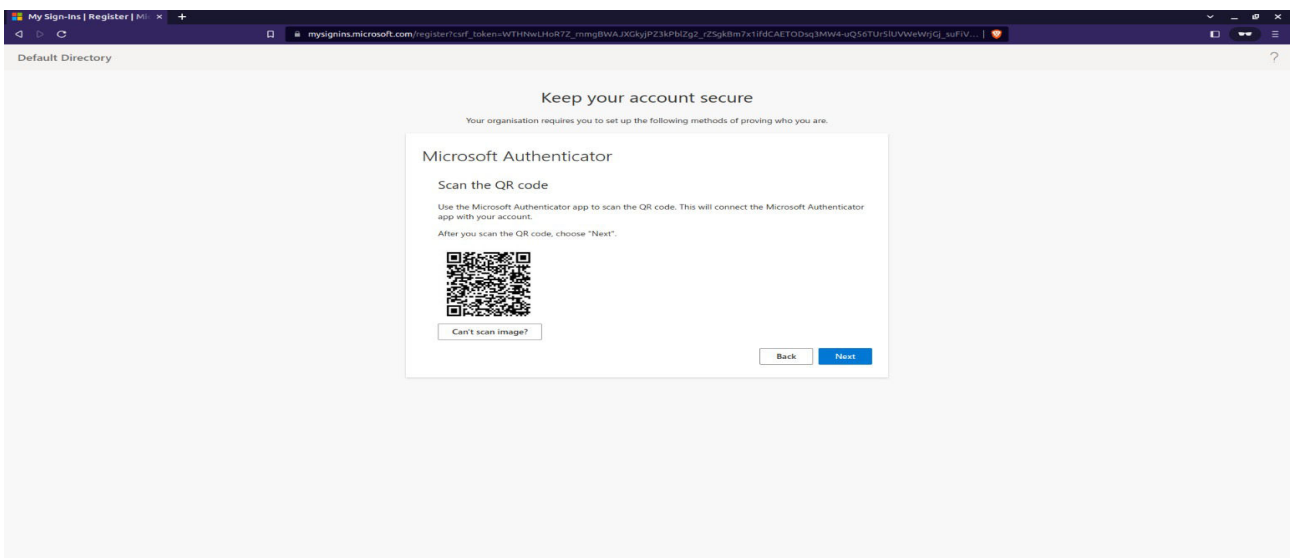 My Sign-Ins | Register | Mi
mysignins.microsoft.com/register?csrf_token=
Default Directory
?
Keep your account secure
Your organisation requires you to set up the following methods of proving who you are.
Microsoft Authenticator
Scan the QR code
Use the Microsoft Authenticator app to scan the QR code. This will connect the Microsoft Authenticator
app with your account.
After you scan the QR code, choose "Next".
Can't scan image?
Back Next